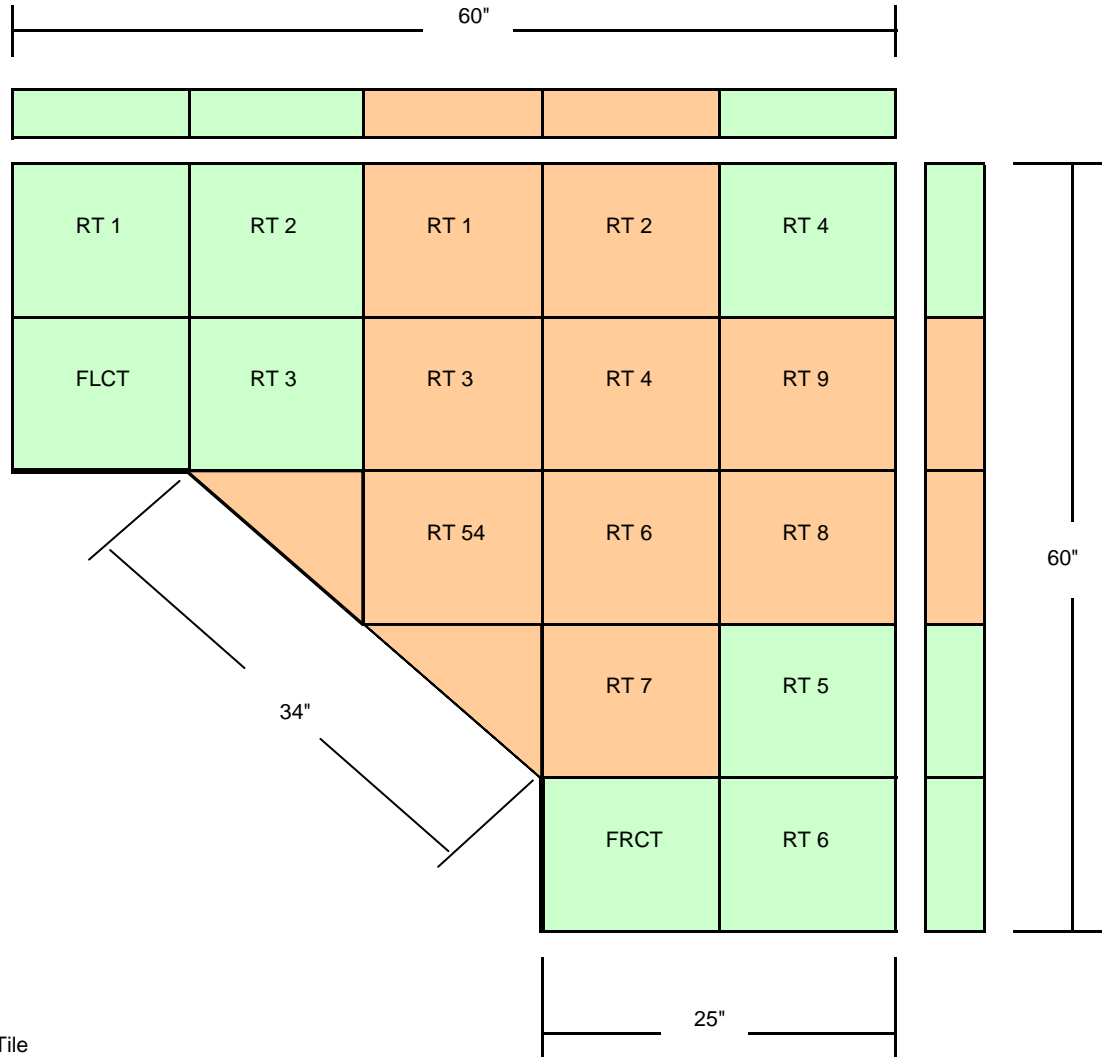 60"
RT 1 RT 2 RT 1 RT 2 RT 4
FLCT RT 3 RT 3 RT 4 RT 9
RT 54 RT 6 RT 8
60"
RT 7 RT 5
34"
FRCT RT 6
25"
Tile